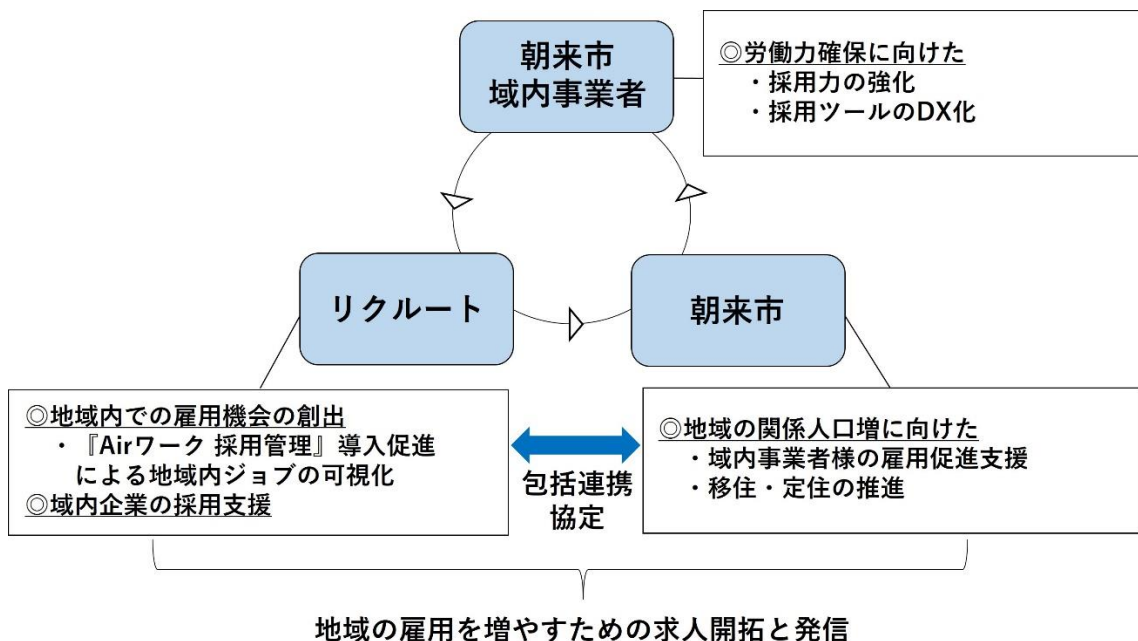 朝来市
域内事業者
◎労働力確保に向けた
・採用力の強化
・採用ツールのDX化
リクルート
朝来市
◎地域内での雇用機会の創出
・『Airワーク 採用管理』導入促進
による地域内ジョブの可視化
◎域内企業の採用支援
包括連携
協定
◎地域の関係人口増に向けた
・域内事業者様の雇用促進支援
・移住・定住の推進
地域の雇用を増やすための求人開拓と発信